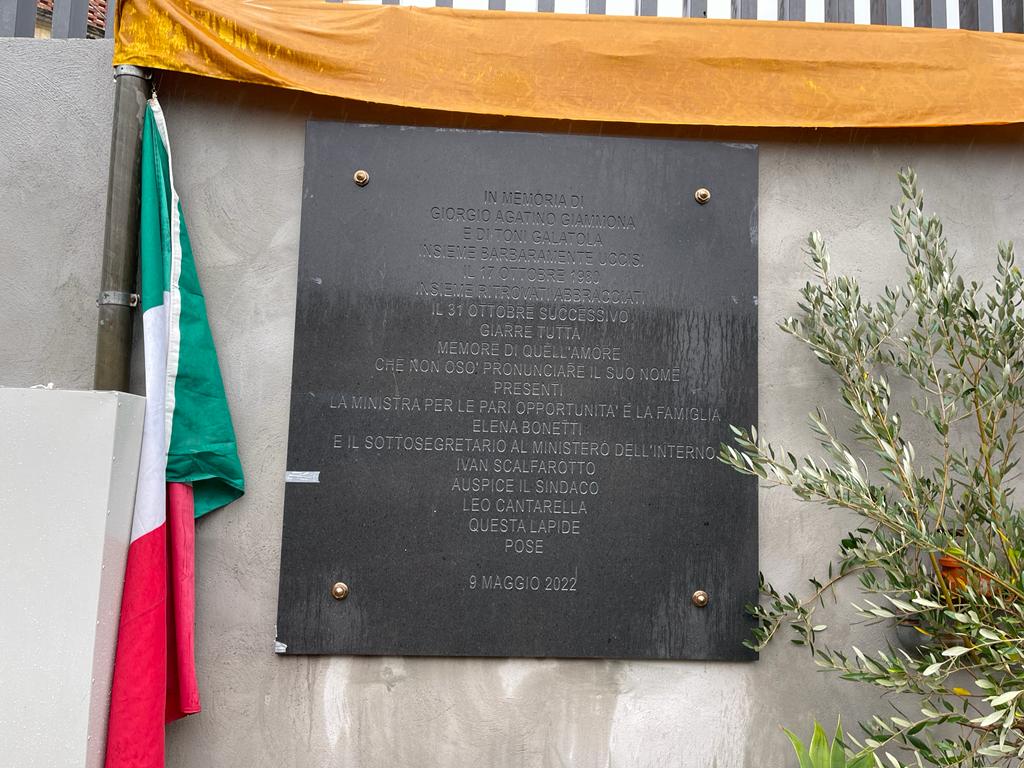 IN MEMORIA DI
GIORGIO AGATINO GIAMMONA
E DI TONI GALATOLA
INSIEME BARBARAMENTE UCCISI
IL 17 OTTOBRE 1980
INSIEME RITROVATI ABBRACCIATI
IL 31 OTTOBRE SUCCESSIVO
GIARRE TUTTA
MEMORE DI QUELL'AMORE
CHE NON OSO' PRONUNCIARE IL SUO NOME
PRESENTI
LA MINISTRA PER LE PARI OPPORTUNITA' E LA FAMIGLIA
ELENA BONETTI
E IL SOTTOSEGRETARIO AL MINISTERO DELL'INTERNO
IVAN SCALFAROTTO
AUSPICE IL SINDACO
LEO CANTARELLA
QUESTA LAPIDE
POSE
9 MAGGIO 2022